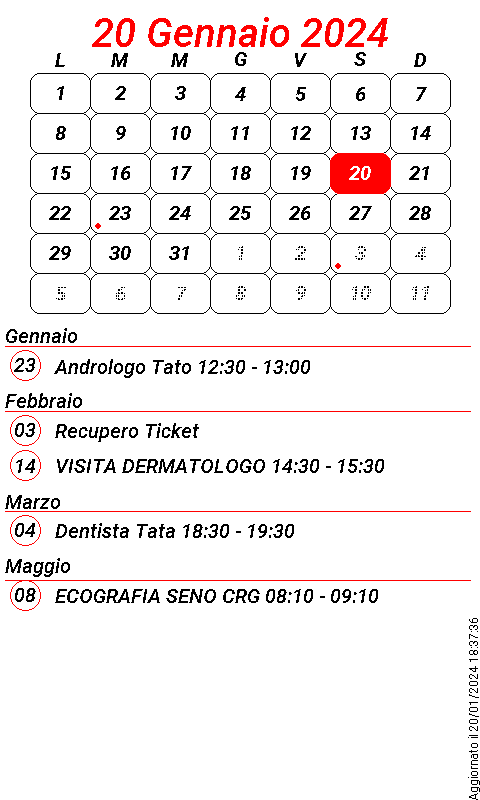 20 Gennaio 2024
L M M G V S D
1 2 3 4 5 6 7
8 9 10 11 12 13 14
15 16 17 18 19 20 21
22 23 24 25 26 27 28
29 30 31 1 2 3 4
5 6 7 8 9 10 11
Gennaio
23 Andrologo Tato 12:30 - 13:00
Febbraio
03 Recupero Ticket
14 VISITA DERMATOLOGO 14:30 - 15:30
Marzo
04 Dentista Tata 18:30 - 19:30
Maggio
08 ECOGRAFIA SENO CRG 08:10 - 09:10
Aggiornato il 20/01/2024 18:37:36